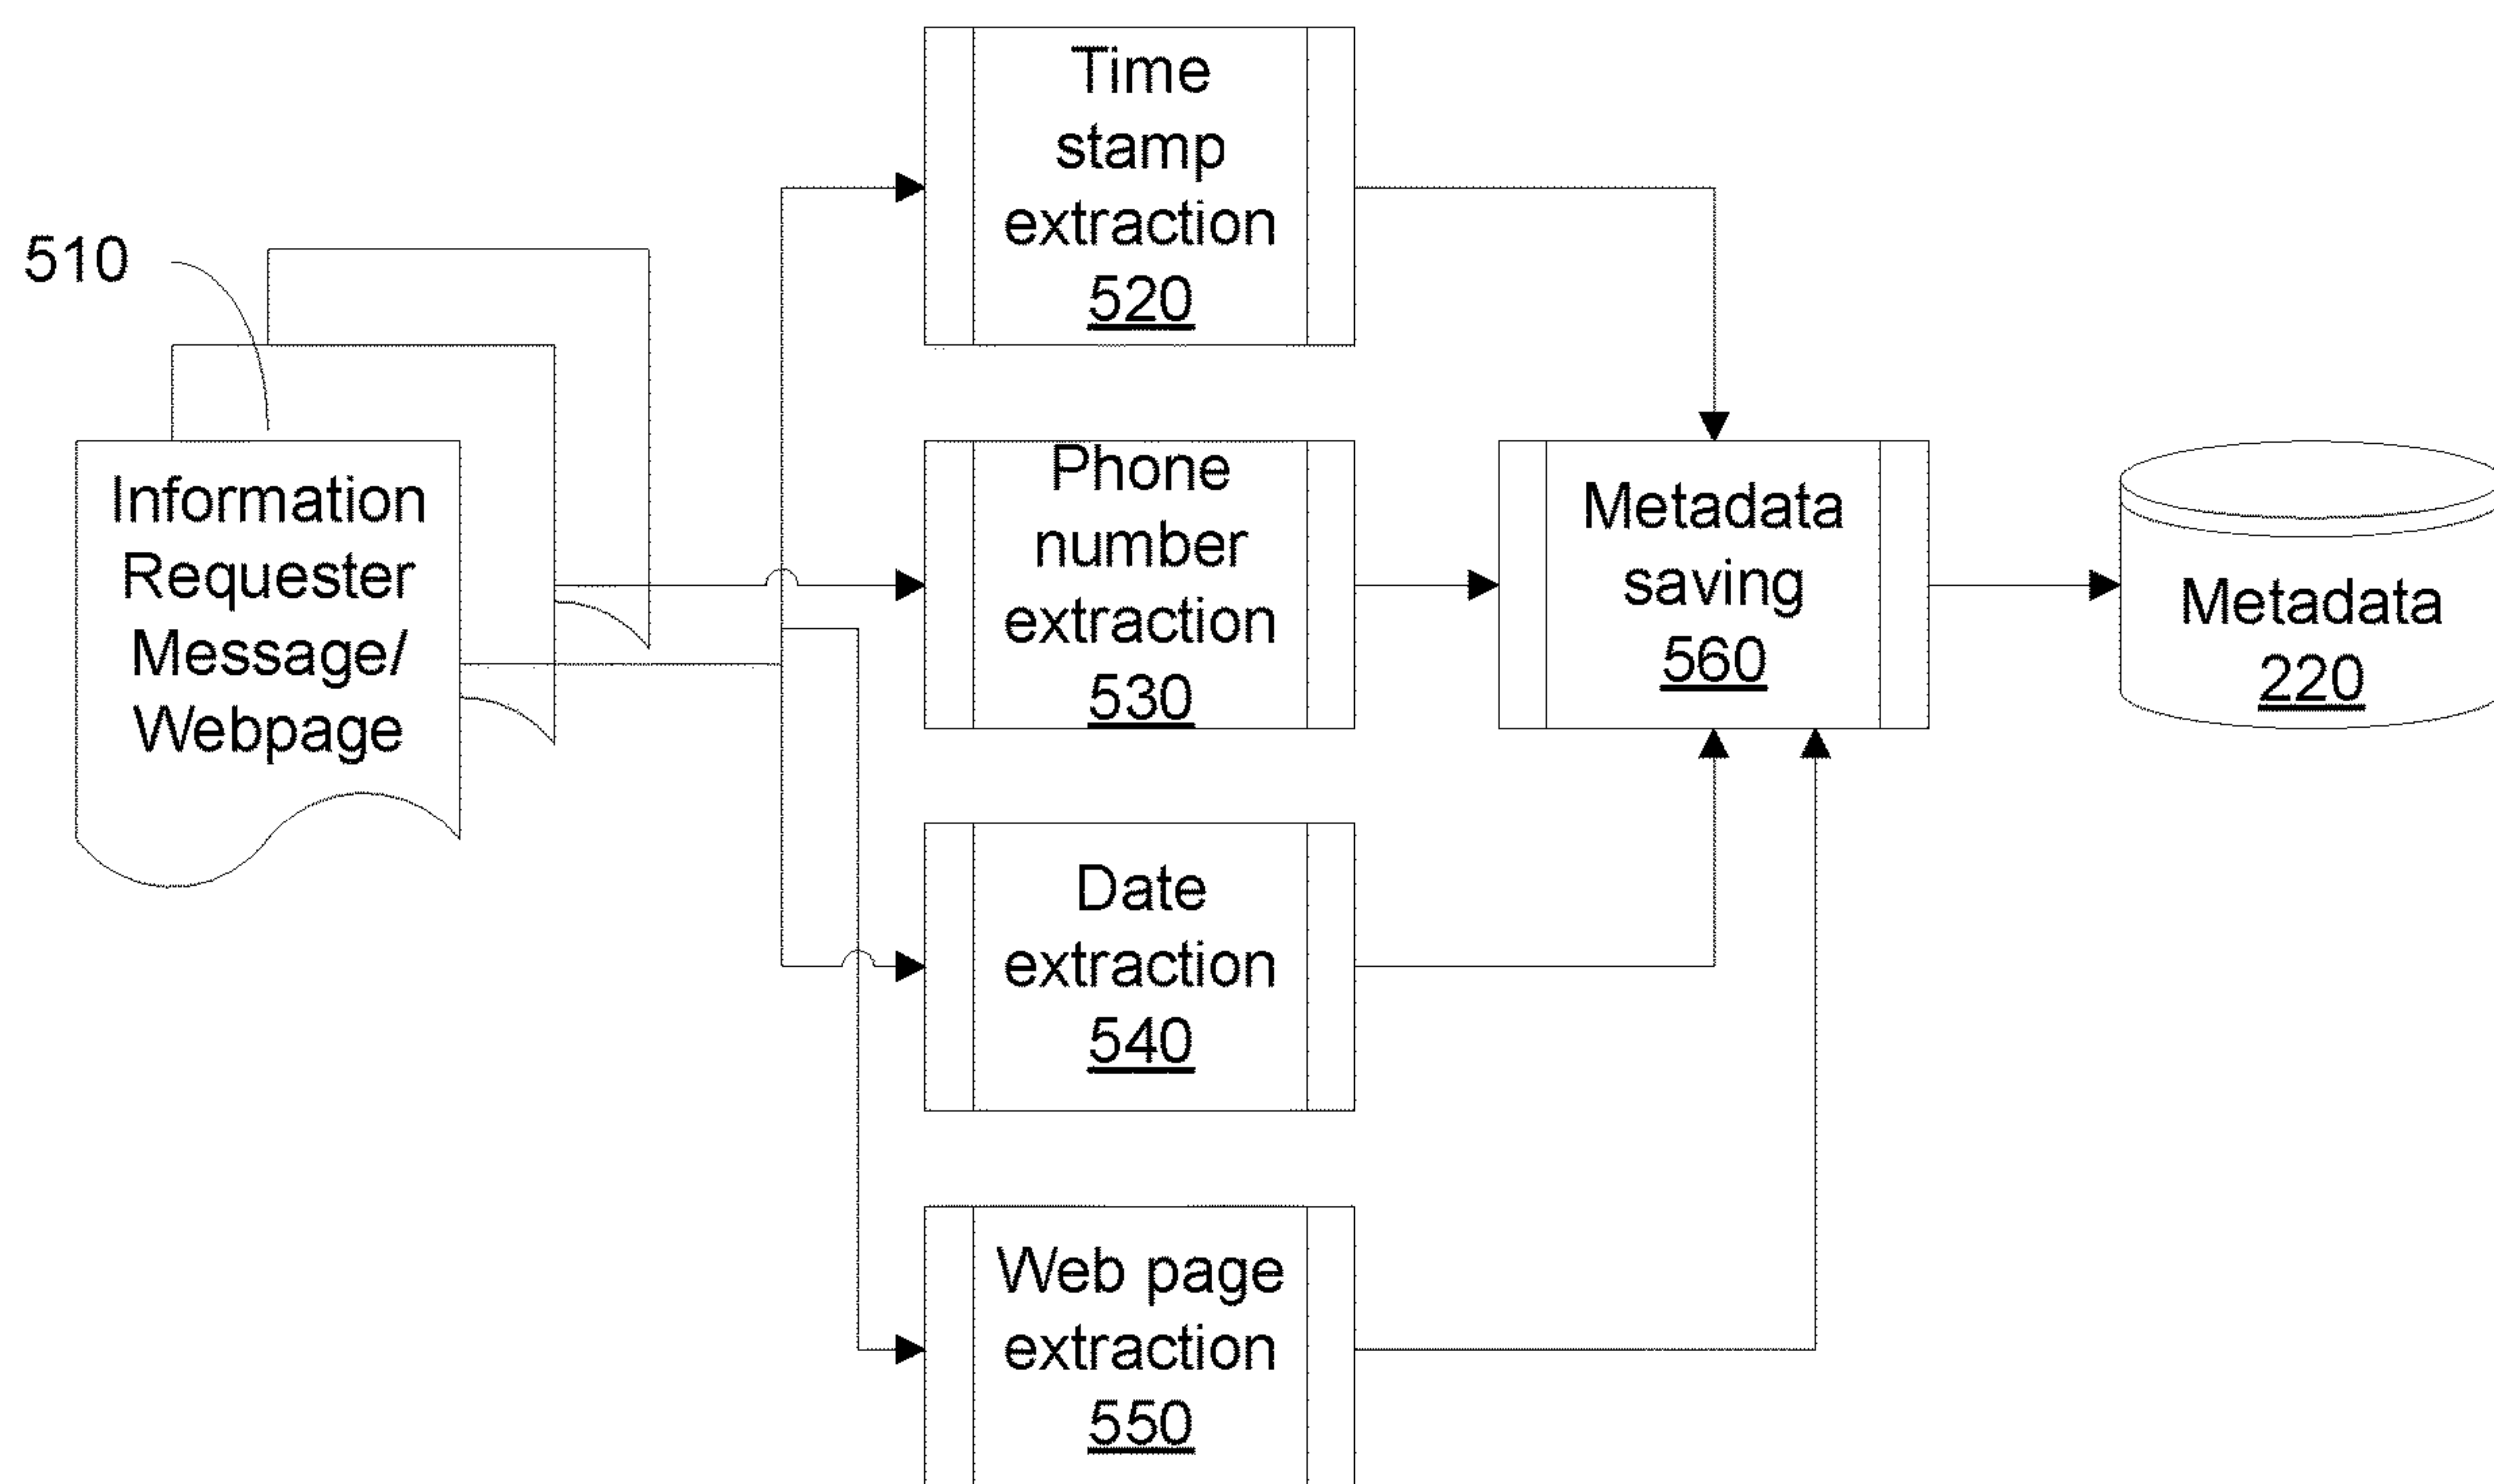 510
Information
Requester
Message/
Webpage
Time
stamp
extraction
520
Phone
number
extraction
530
Date
extraction
540
Web page
extraction
550
Metadata
saving
560
Metadata
220